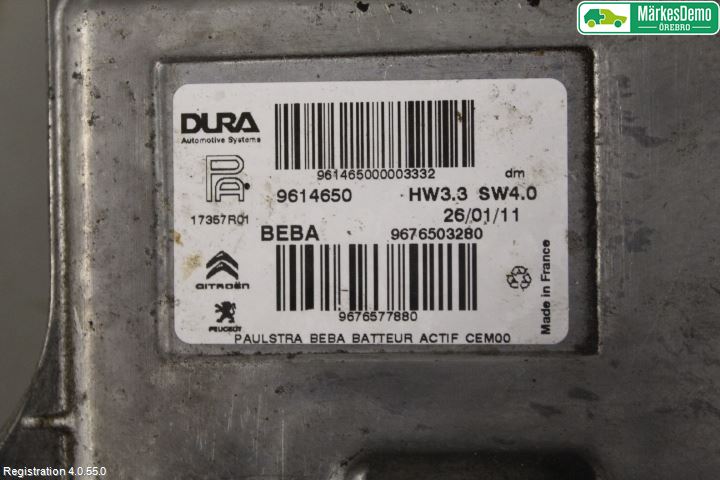 MärkesDemo
ÖREBRO
DURA
Automotive Systems
961465000003332
dm
PA
17357R01
9614650
HW3.3 SW4.0
26/01/11
BEBA
9676503280
CITROËN
PEUGEOT
9676577880
Made in France
PAULSTRA BEBA BATTEUR ACTIF CEM00
Registration 4.0.55.0